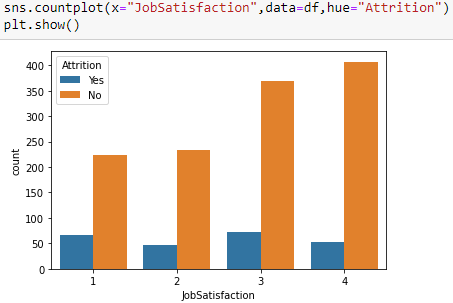 sns.countplot(x="JobSatisfaction",data=df,hue="Attrition")
plt.show()
Attrition
Yes
No
400
350
300
250
200
150
100
50
0
count
1 2 3 4
JobSatisfaction